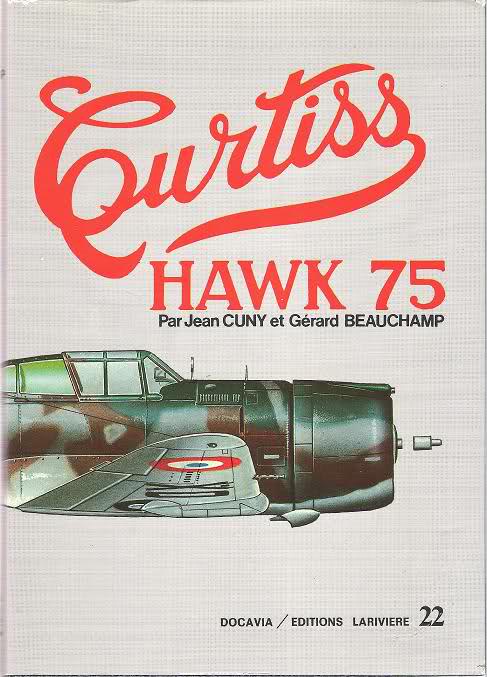 Curtiss
HAWK 75
Par Jean CUNY et Gérard BEAUCHAMP
DOCAVIA / EDITIONS LARIVIERE 22